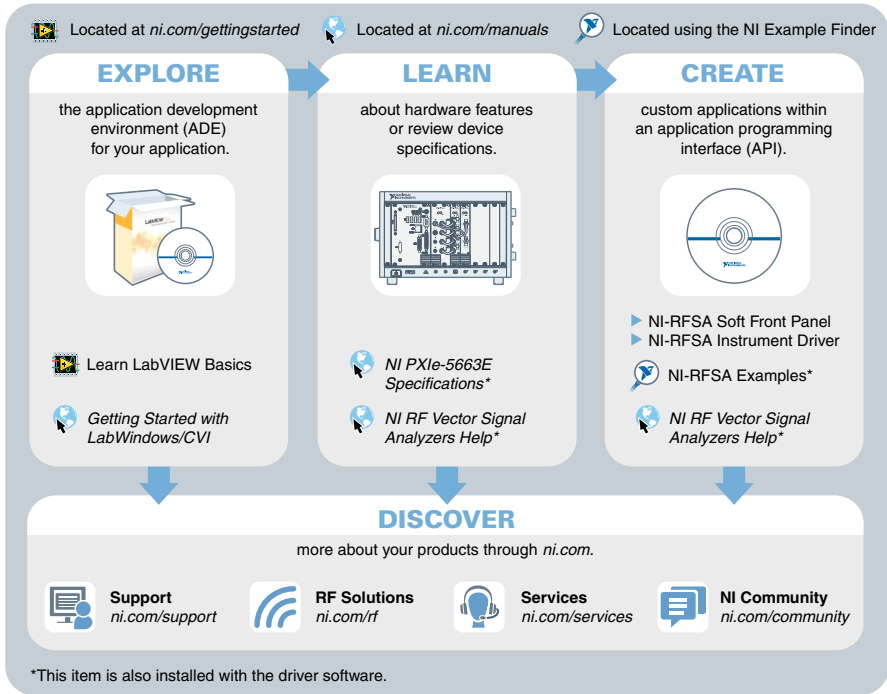 Located at ni.com/gettingstarted
Located at ni.com/manuals
Located using the NI Example Finder
EXPLORE
the application development
environment (ADE)
for your application.
LabVIEW
Learn LabVIEW Basics
Getting Started with
LabWindows/CVI
LEARN
about hardware features
or review device
specifications.
NI PXIe-5663E
Specifications*
NI RF Vector Signal
Analyzers Help*
CREATE
custom applications within
an application programming
interface (API).
NI-RFSA Soft Front Panel
NI-RFSA Instrument Driver
NI-RFSA Examples*
NI RF Vector Signal
Analyzers Help*
DISCOVER
more about your products through ni.com.
Support
ni.com/support
RF Solutions
ni.com/rf
Services
ni.com/services
NI Community
ni.com/community
*This item is also installed with the driver software.